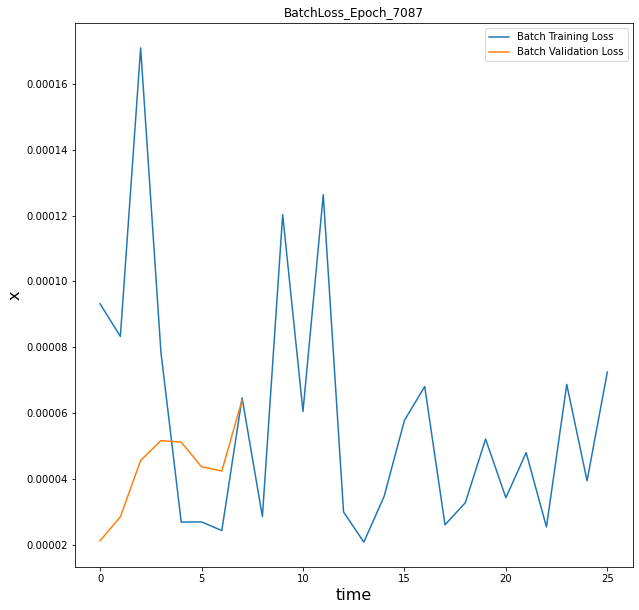 BatchLoss_Epoch_7087
Batch Training Loss
Batch Validation Loss
0.00016
0.00014
0.00012
0.00010
0.00008
0.00006
0.00004
0.00002
x
0 5 10 15 20 25
time